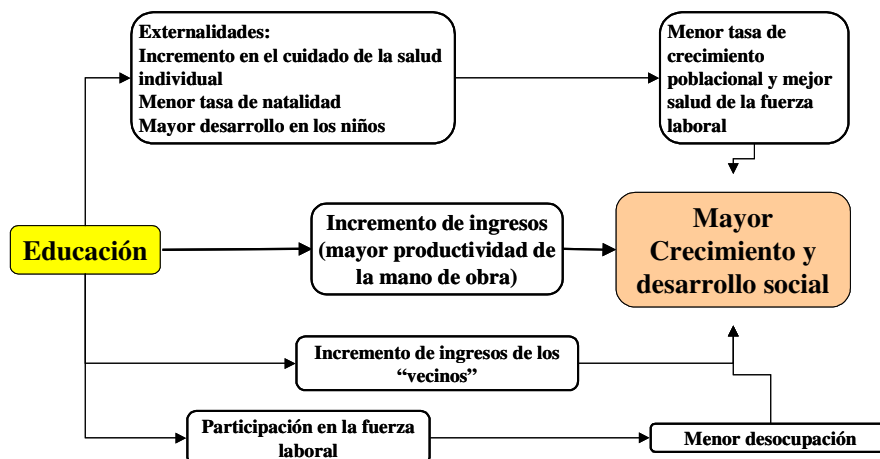 Externalidades:
Incremento en el cuidado de la salud
individual
Menor tasa de natalidad
Mayor desarrollo en los niños
Menor tasa de
crecimiento
poblacional y mejor
salud de la fuerza
laboral
Educación
Incremento de ingresos
(mayor productividad de
la mano de obra)
Mayor
Crecimiento y
desarrollo social
Incremento de ingresos de los
“vecinos”
Participación en la fuerza
laboral
Menor desocupación